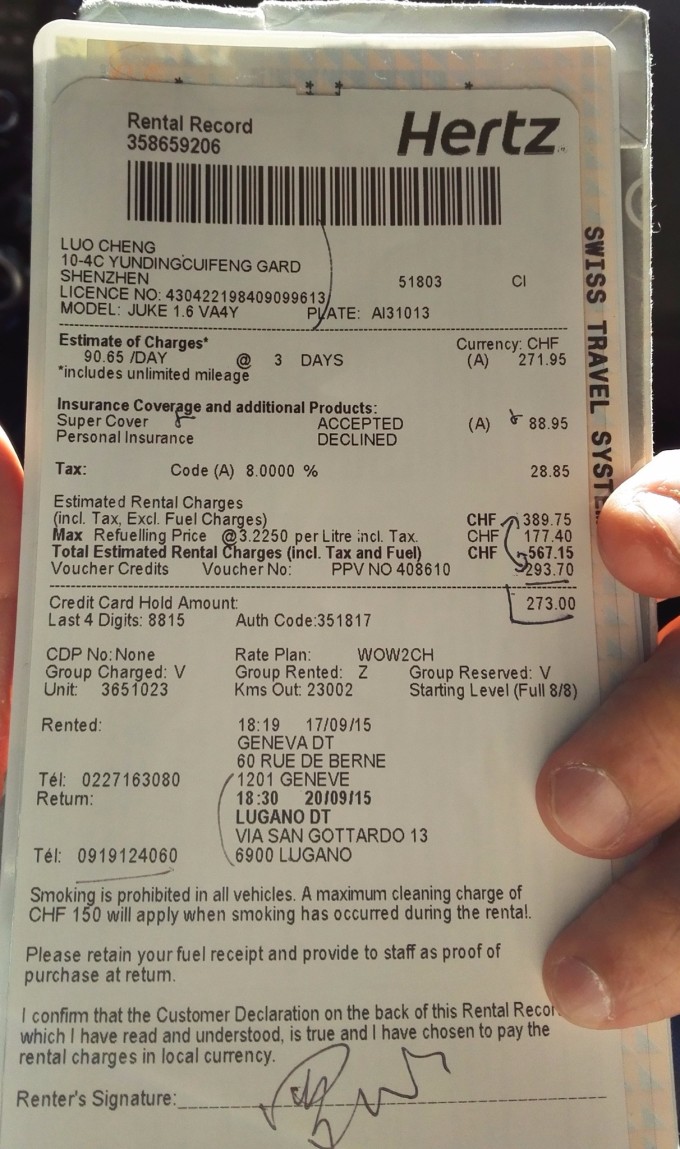 Rental Record
Hertz
358659206
LUO CHENG
10-4C YUNDINGCUIFENG GARD
SHENZHEN 51803 CI
LICENCE NO: 430422198409099613
MODEL: JUKE 1.6 VA4Y PLATE: AI31013
Estimate of Charges* Currency: CHF
90.65 /DAY @ 3 DAYS (A) 271.95
*includes unlimited mileage
Insurance Coverage and additional Products:
Super Cover ACCEPTED (A) 88.95
Personal Insurance DECLINED
Tax: Code (A) 8.0000 % 28.85
Estimated Rental Charges
(incl. Tax, Excl. Fuel Charges) CHF 389.75
Max Refuelling Price @3.2250 per Litre incl. Tax. CHF 177.40
Total Estimated Rental Charges (incl. Tax and Fuel) CHF 567.15
Voucher Credits Voucher No: PPV NO 408610 293.70
Credit Card Hold Amount: 273.00
Last 4 Digits: 8815 Auth Code:351817
CDP No: None Rate Plan: WOW2CH
Group Charged: V Group Rented: Z Group Reserved: V
Unit: 3651023 Kms Out: 23002 Starting Level (Full 8/8)
Rented: 18:19 17/09/15
GENEVA DT
60 RUE DE BERNE
Tél: 0227163080 1201 GENEVE
Return: 18:30 20/09/15
LUGANO DT
VIA SAN GOTTARDO 13
Tél: 0919124060 6900 LUGANO
Smoking is prohibited in all vehicles. A maximum cleaning charge of
CHF 150 will apply when smoking has occurred during the rental.
Please retain your fuel receipt and provide to staff as proof of
purchase at return.
I confirm that the Customer Declaration on the back of this Rental Recor
which I have read and understood, is true and I have chosen to pay the
rental charges in local currency.
Renter's Signature:
SWISS TRAVEL SYSTE